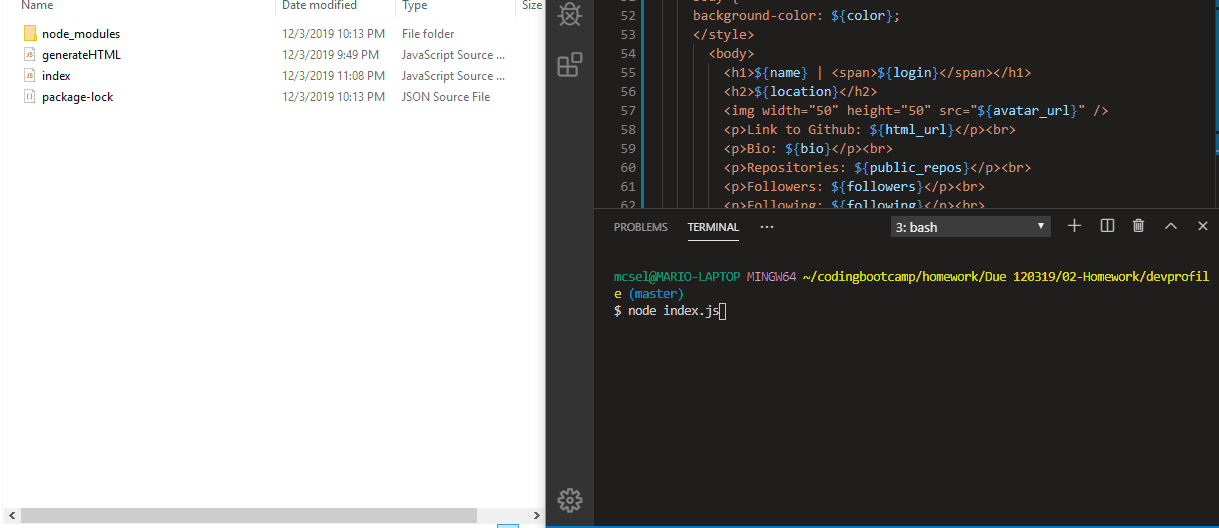 Name Date modified Type Size
node_modules 12/3/2019 10:13 PM File folder
generateHTML 12/3/2019 9:49 PM JavaScript Source ...
index 12/3/2019 11:08 PM JavaScript Source ...
package-lock 12/3/2019 10:13 PM JSON Source File
52 background-color: ${color};
53 </style>
54 <body>
55 <h1>${name} | <span>${login}</span></h1>
56 <h2>${location}</h2>
57 <img width="50" height="50" src="${avatar_url}" />
58 <p>Link to Github: ${html_url}</p><br>
59 <p>Bio: ${bio}</p><br>
60 <p>Repositories: ${public_repos}</p><br>
61 <p>Followers: ${followers}</p><br>
62 <p>Following: ${following}</p><br>
PROBLEMS TERMINAL ... 3: bash
mcsel@MARIO-LAPTOP MINGW64 ~/codingbootcamp/homework/Due 120319/02-Homework/devprofil
e (master)
$ node index.js